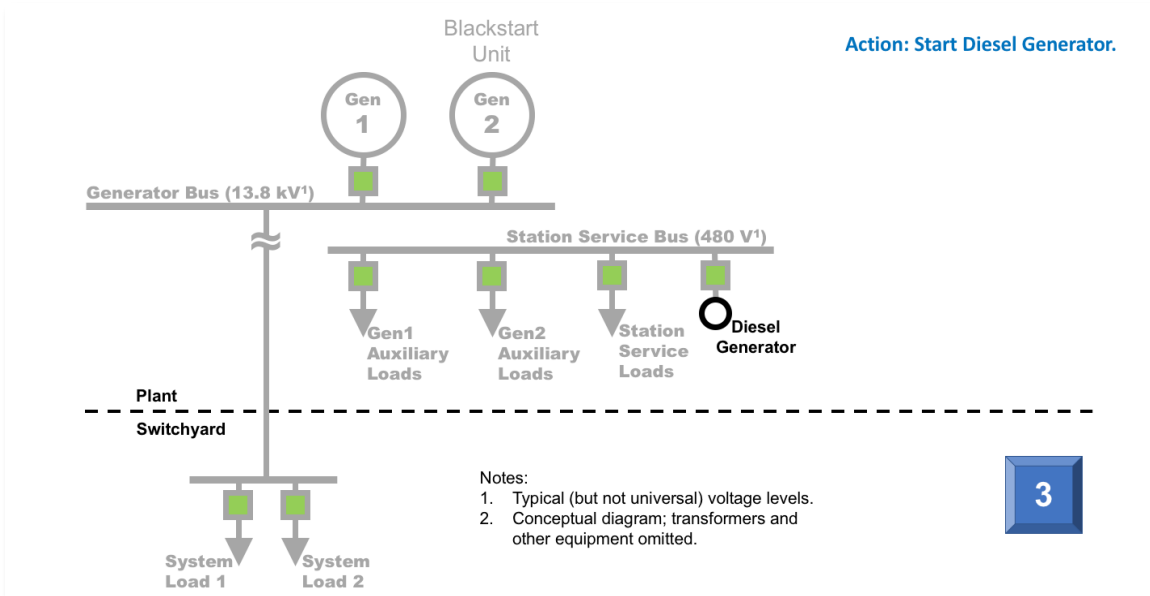 Blackstart
Unit
Action: Start Diesel Generator.
Gen
1
Gen
2
Generator Bus (13.8 kV¹)
Station Service Bus (480 V¹)
Gen1
Auxiliary
Loads
Gen2
Auxiliary
Loads
Station
Service
Loads
Diesel
Generator
Plant
Switchyard
Notes:
1. Typical (but not universal) voltage levels.
2. Conceptual diagram; transformers and
other equipment omitted.
3
System
Load 1
System
Load 2